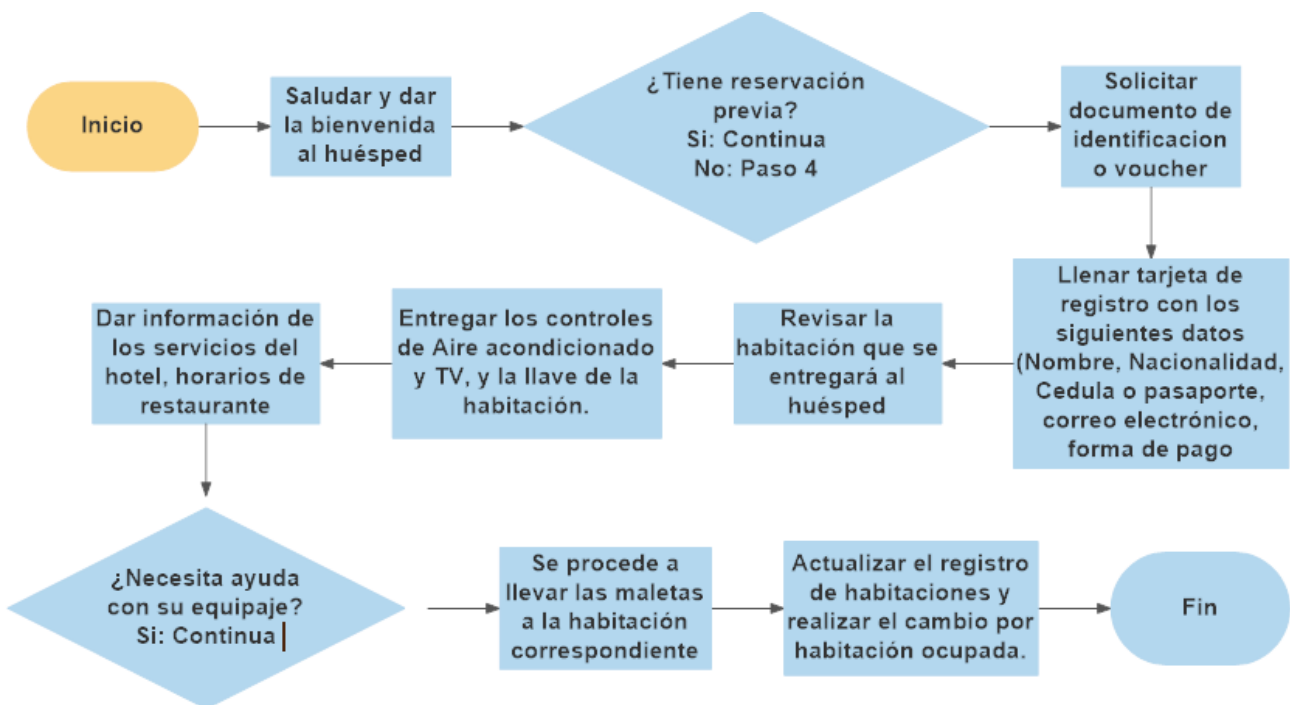 Inicio
Saludar y dar
la bienvenida
al huésped
¿Tiene reservación
previa?
Si: Continua
No: Paso 4
Solicitar
documento de
identificacion
o voucher
Llenar tarjeta de
registro con los
siguientes datos
(Nombre, Nacionalidad,
Cedula o pasaporte,
correo electrónico,
forma de pago
Revisar la
habitación que se
entregará al
huésped
Entregar los controles
de Aire acondicionado
y TV, y la llave de la
habitación.
Dar información de
los servicios del
hotel, horarios de
restaurante
¿Necesita ayuda
con su equipaje?
Si: Continua
Se procede a
llevar las maletas
a la habitación
correspondiente
Actualizar el registro
de habitaciones y
realizar el cambio por
habitación ocupada.
Fin